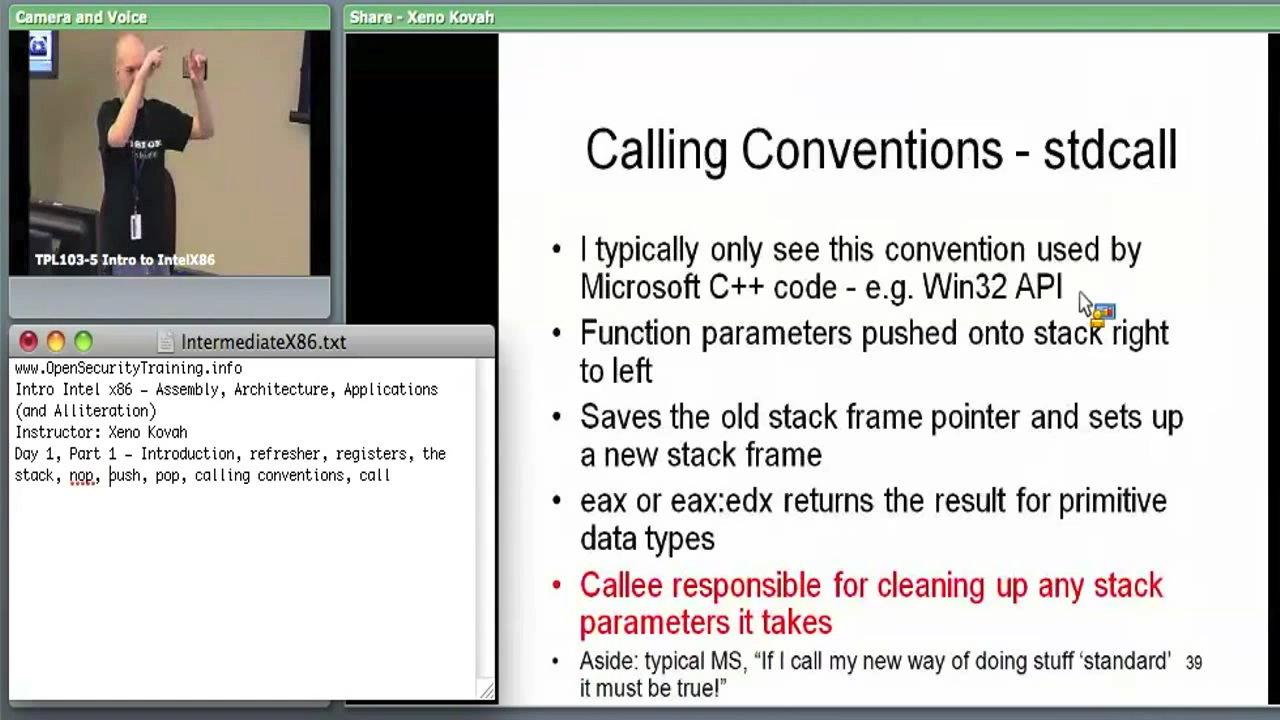 Camera and Voice
Share - Xeno Kovah
TPL103-5 Intro to IntelX86
IntermediateX86.txt
www.OpenSecurityTraining.info
Intro Intel x86 – Assembly, Architecture, Applications
(and Alliteration)
Instructor: Xeno Kovah
Day 1, Part 1 – Introduction, refresher, registers, the
stack, nop, push, pop, calling conventions, call
Calling Conventions - stdcall
• I typically only see this convention used by
Microsoft C++ code - e.g. Win32 API
• Function parameters pushed onto stack right
to left
• Saves the old stack frame pointer and sets up
a new stack frame
• eax or eax:edx returns the result for primitive
data types
• Callee responsible for cleaning up any stack
parameters it takes
• Aside: typical MS, “If I call my new way of doing stuff ‘standard’
it must be true!”
39